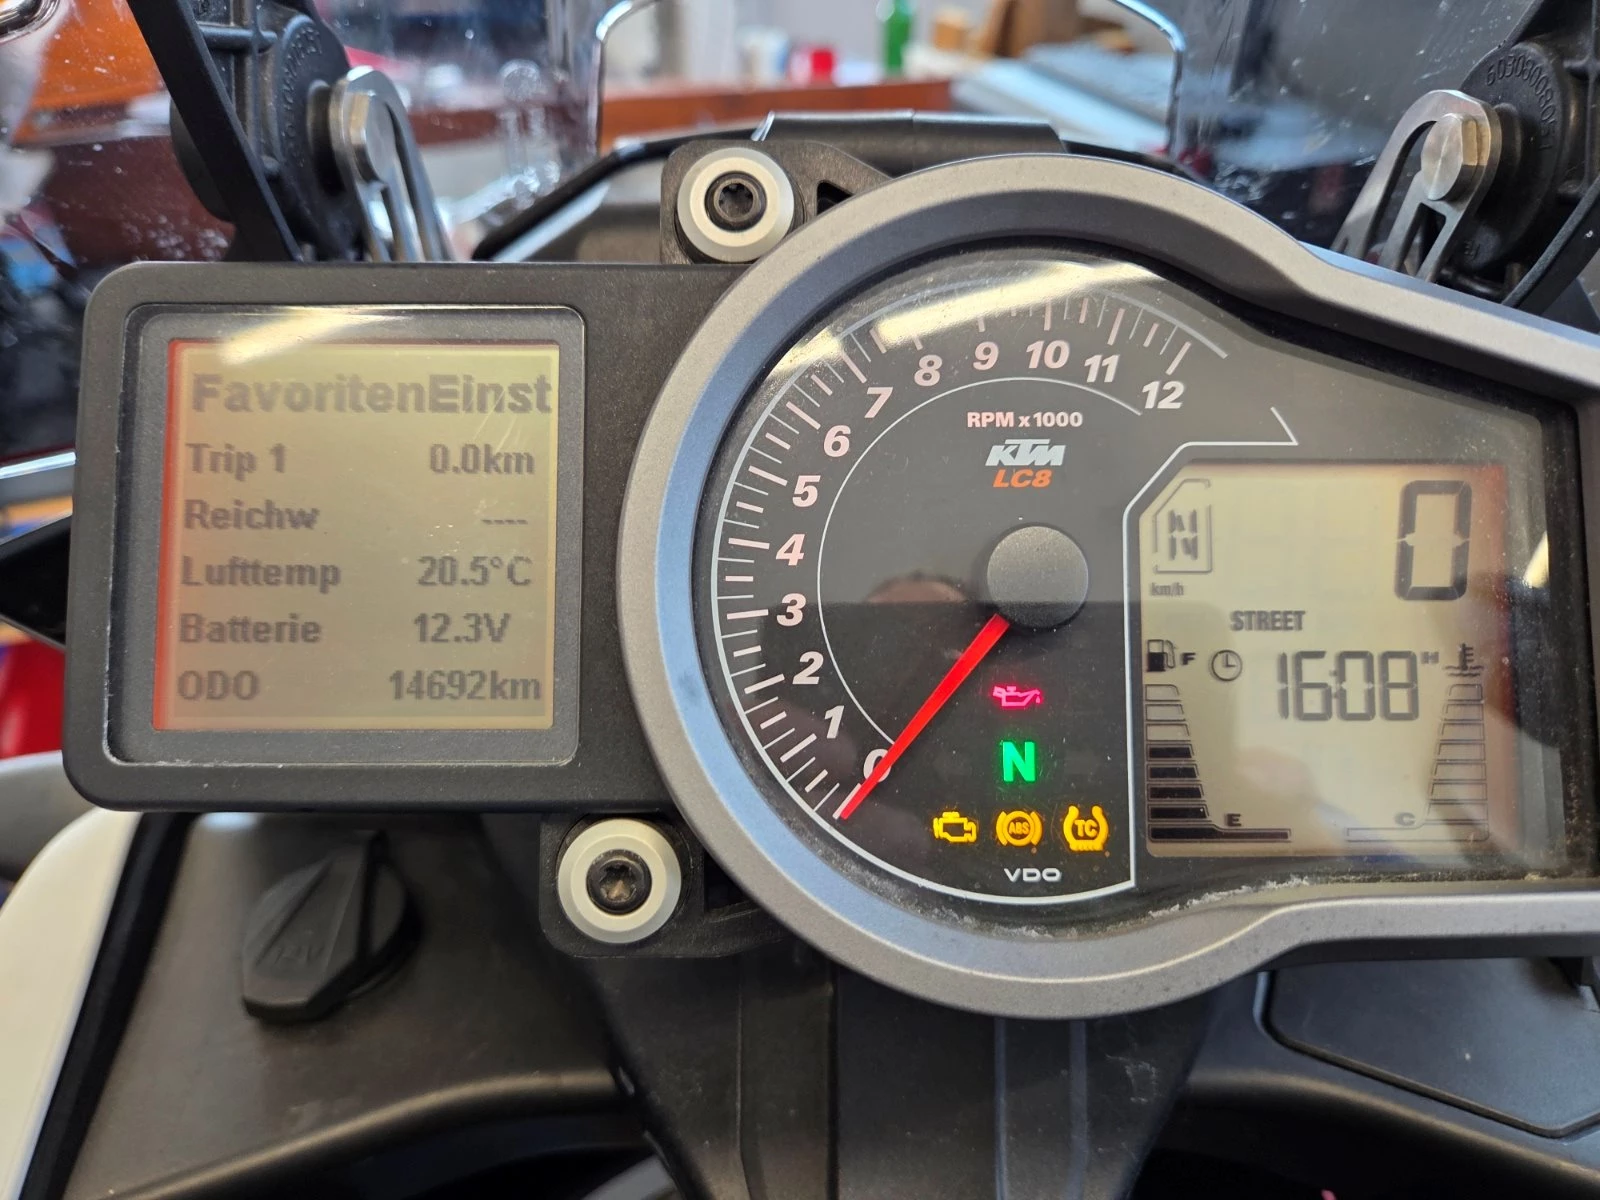 FavoritenEinst
Trip 1 0.0km
Reichw ----
Lufttemp 20.5°C
Batterie 12.3V
ODO 14692km
0
1
2
3
4
5
6
7
8
9
10
11
12
RPM x 1000
KTM
LC8
N
ABS
TC
VDO
N
0
km/h
STREET
F
16:08 H
E
C